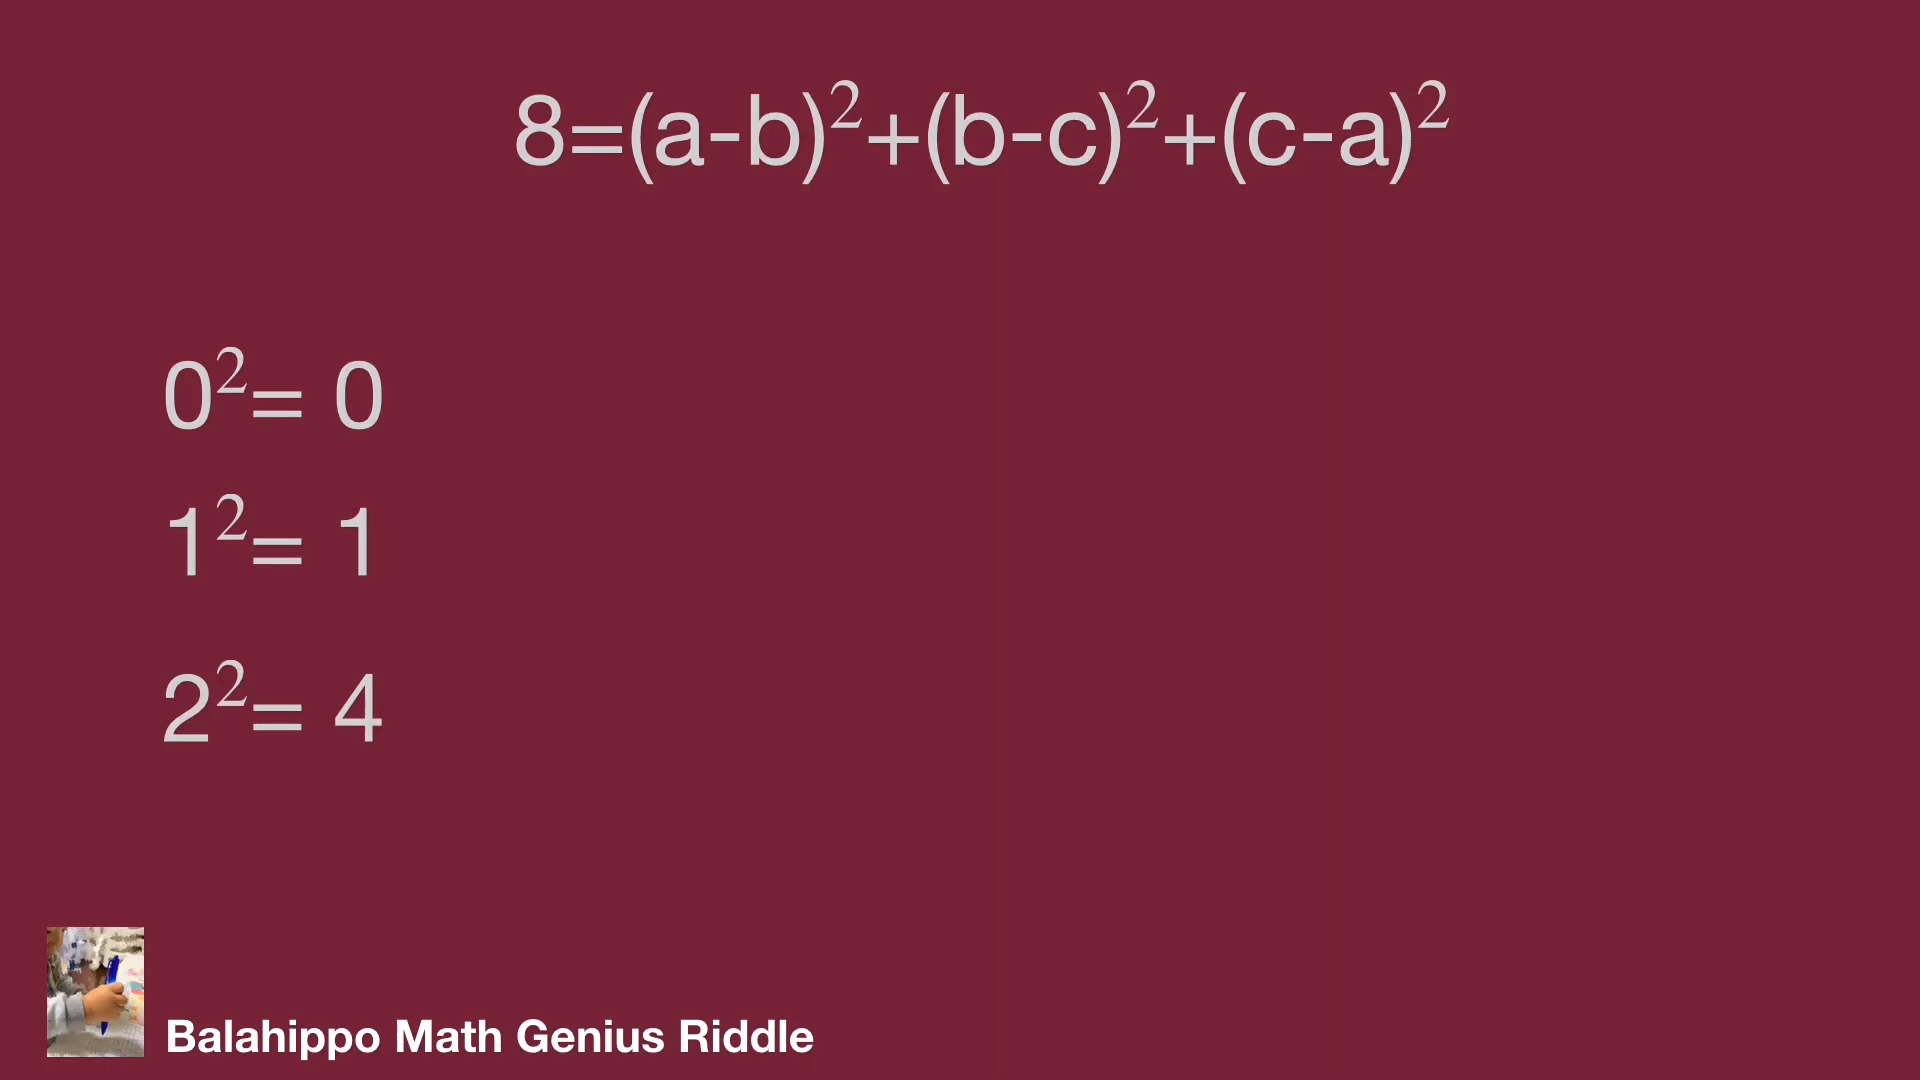 8=(a-b)²+(b-c)²+(c-a)²
0²= 0
1²= 1
2²= 4
Balahippo Math Genius Riddle